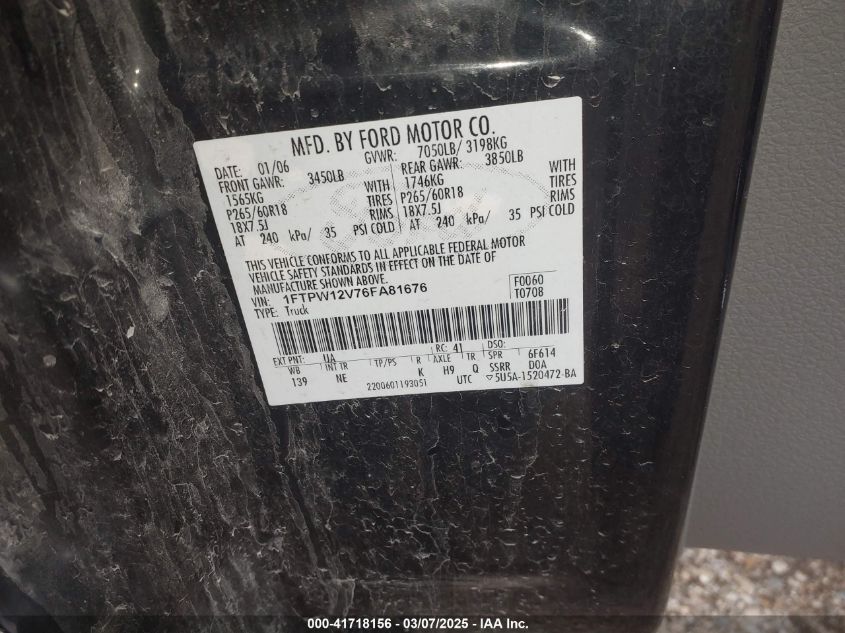 MFD. BY FORD MOTOR CO.
DATE: 01/06 GVWR: 7050LB/ 3198KG
FRONT GAWR: 3450LB REAR GAWR: 3850LB
1565KG WITH 1746KG WITH
P265/60R18 TIRES P265/60R18 TIRES
18X7.5J RIMS 18X7.5J RIMS
AT 240 kPa/ 35 PSI COLD AT 240 kPa/ 35 PSI COLD
THIS VEHICLE CONFORMS TO ALL APPLICABLE FEDERAL MOTOR
VEHICLE SAFETY STANDARDS IN EFFECT ON THE DATE OF
MANUFACTURE SHOWN ABOVE.
VIN: 1FTPW12V76FA81676 F0060
TYPE: Truck T0708
EXT PNT: UA RC: 41 DSO:
WB INT TR TP/PS R AXLE TR SPR 6F614
139 NE K H9 Q SSRR D0A
2200601193051 UTC ▽5U5A-1520472-BA
000-41718156 - 03/07/2025 - IAAI.com